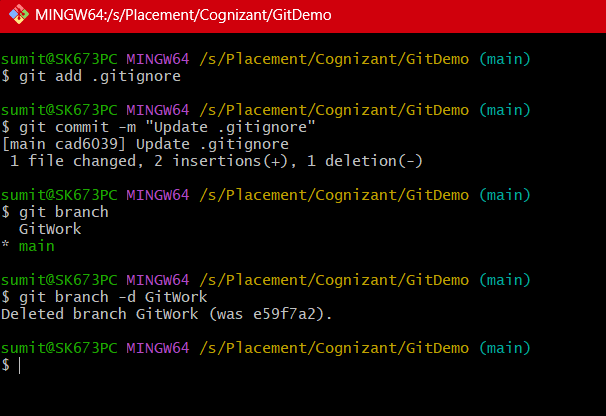 MINGW64:/s/Placement/Cognizant/GitDemo
sumit@SK673PC MINGW64 /s/Placement/Cognizant/GitDemo (main)
$ git add .gitignore
sumit@SK673PC MINGW64 /s/Placement/Cognizant/GitDemo (main)
$ git commit -m "Update .gitignore"
[main cad6039] Update .gitignore
 1 file changed, 2 insertions(+), 1 deletion(-)
sumit@SK673PC MINGW64 /s/Placement/Cognizant/GitDemo (main)
$ git branch
  GitWork
* main
sumit@SK673PC MINGW64 /s/Placement/Cognizant/GitDemo (main)
$ git branch -d GitWork
Deleted branch GitWork (was e59f7a2).
sumit@SK673PC MINGW64 /s/Placement/Cognizant/GitDemo (main)
$